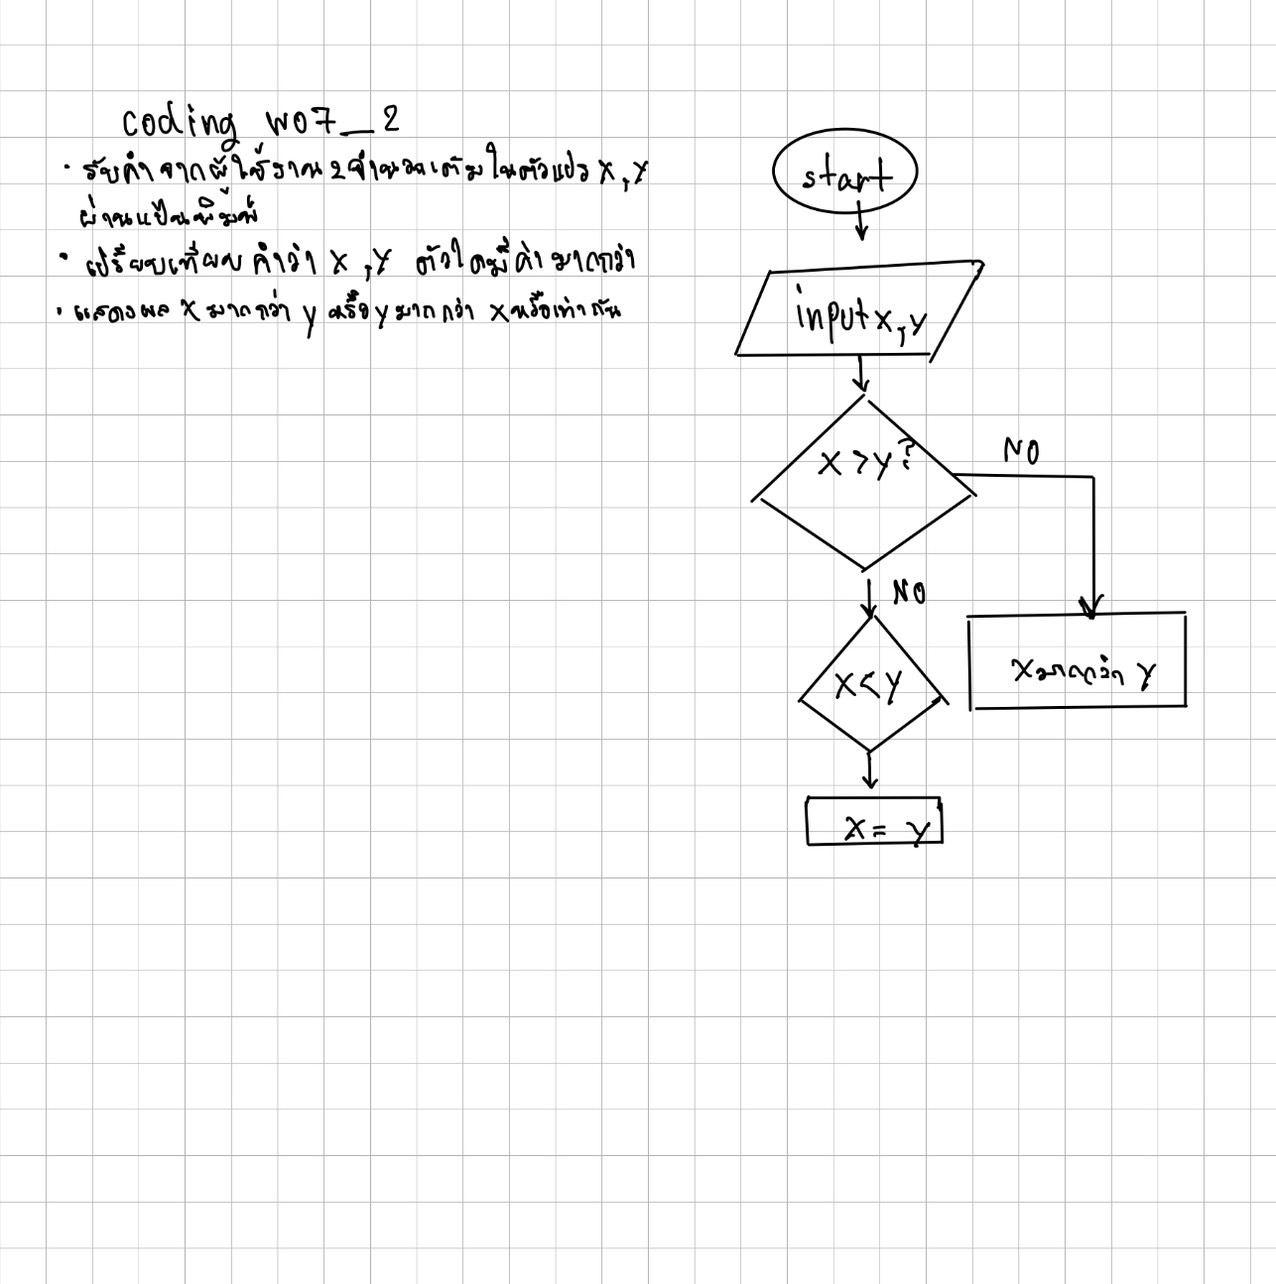 coding W07_2
· รับค่าจากผู้ใช้งาน 2 จำนวนเต็มในตัวแปร X, Y
ผ่านแป้นพิมพ์
· เปรียบเทียบค่าว่า X, Y ตัวใดมีค่ามากกว่า
· แสดงผล X มากกว่า y หรือ y มากกว่า X หรือเท่ากัน
start
input x, y
X > y ?
NO
NO
X < y
X มากกว่า y
X = y